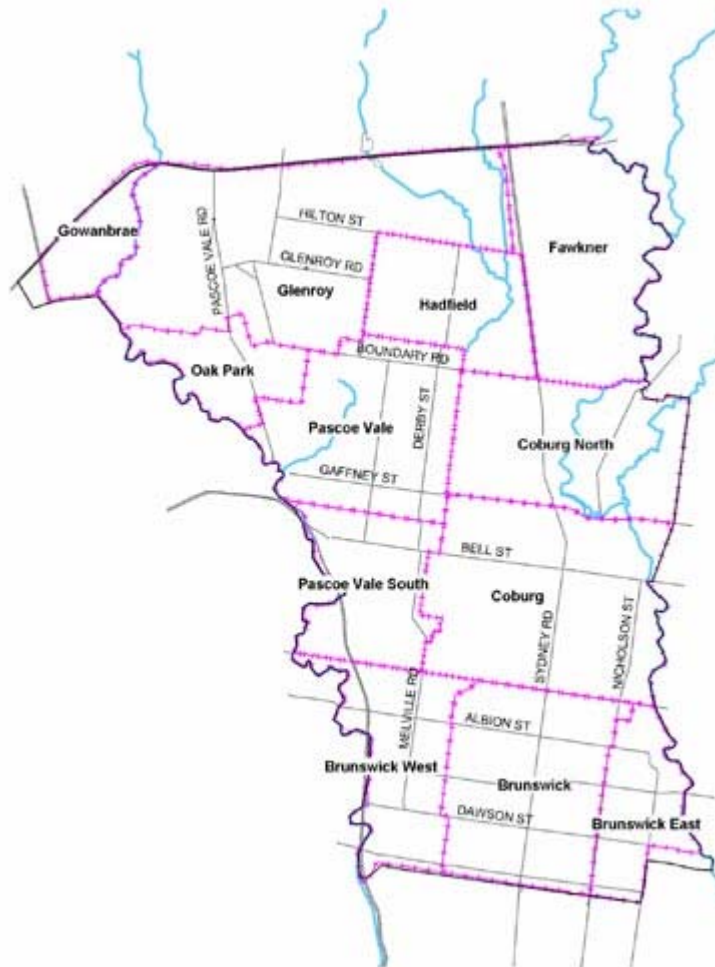 Gowanbrae
PASCOE VALE RD
HILTON ST
Fawkner
GLENROY RD
Glenroy
Hadfield
BOUNDARY RD
Oak Park
DERBY ST
Pascoe Vale
Coburg North
GAFFNEY ST
BELL ST
Pascoe Vale South
Coburg
SYDNEY RD
NICHOLSON ST
MELVILLE RD
ALBION ST
Brunswick West
Brunswick
DAWSON ST
Brunswick East